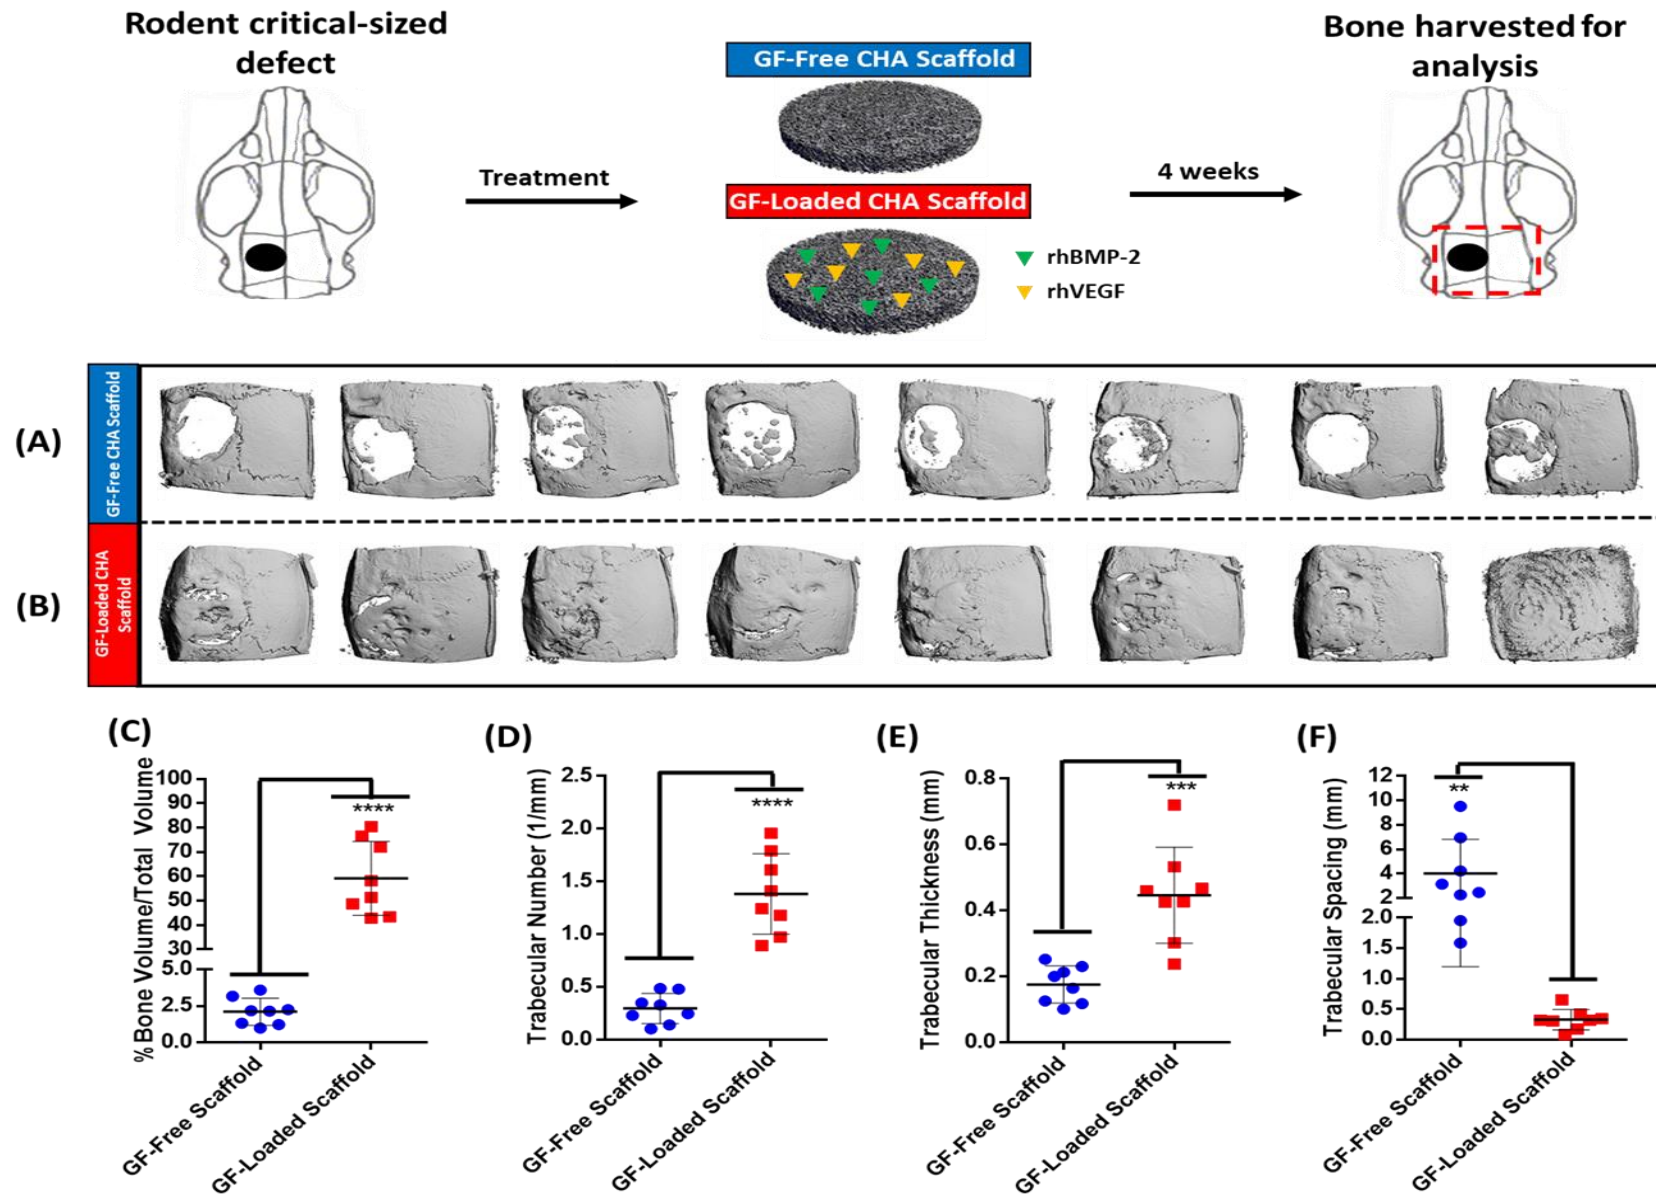 Rodent critical-sized
defect
Treatment
GF-Free CHA Scaffold
GF-Loaded CHA Scaffold
rhBMP-2
rhVEGF
4 weeks
Bone harvested for
analysis
(A)
GF-Free CHA Scaffold
(B)
GF-Loaded CHA
Scaffold
(C)
%Bone Volume/Total Volume
100
90
80
70
60
50
40
30
5.0
2.5
0.0
****
GF-Free Scaffold
GF-Loaded Scaffold
(D)
Trabecular Number (1/mm)
2.5
2.0
1.5
1.0
0.5
0.0
****
GF-Free Scaffold
GF-Loaded Scaffold
(E)
Trabecular Thickness (mm)
0.8
0.6
0.4
0.2
0.0
***
GF-Free Scaffold
GF-Loaded Scaffold
(F)
Trabecular Spacing (mm)
12
10
8
6
4
2
2.0
1.5
1.0
0.5
0.0
**
GF-Free Scaffold
GF-Loaded Scaffold